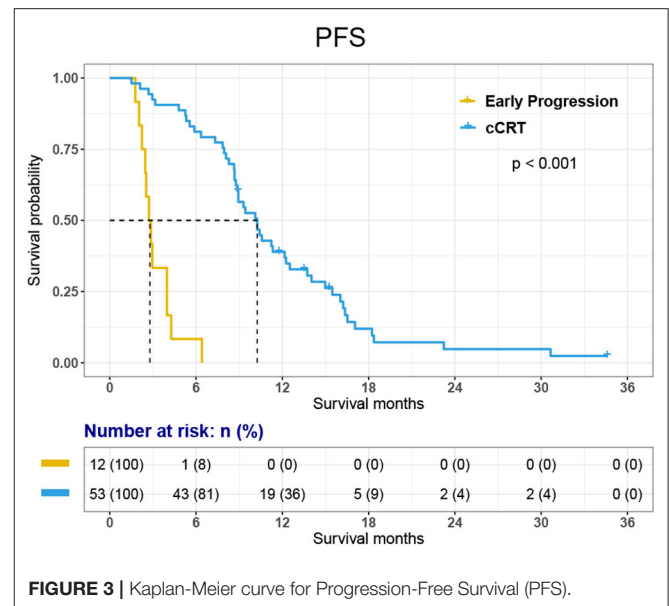 PFS
1.00
0.75
0.50
0.25
0.00
Survival probability
Early Progression
cCRT
p < 0.001
0 6 12 18 24 30 36
Survival months
Number at risk: n (%)
12 (100) 1 (8) 0 (0) 0 (0) 0 (0) 0 (0) 0 (0)
53 (100) 43 (81) 19 (36) 5 (9) 2 (4) 2 (4) 0 (0)
0 6 12 18 24 30 36
Survival months
FIGURE 3 | Kaplan-Meier curve for Progression-Free Survival (PFS).